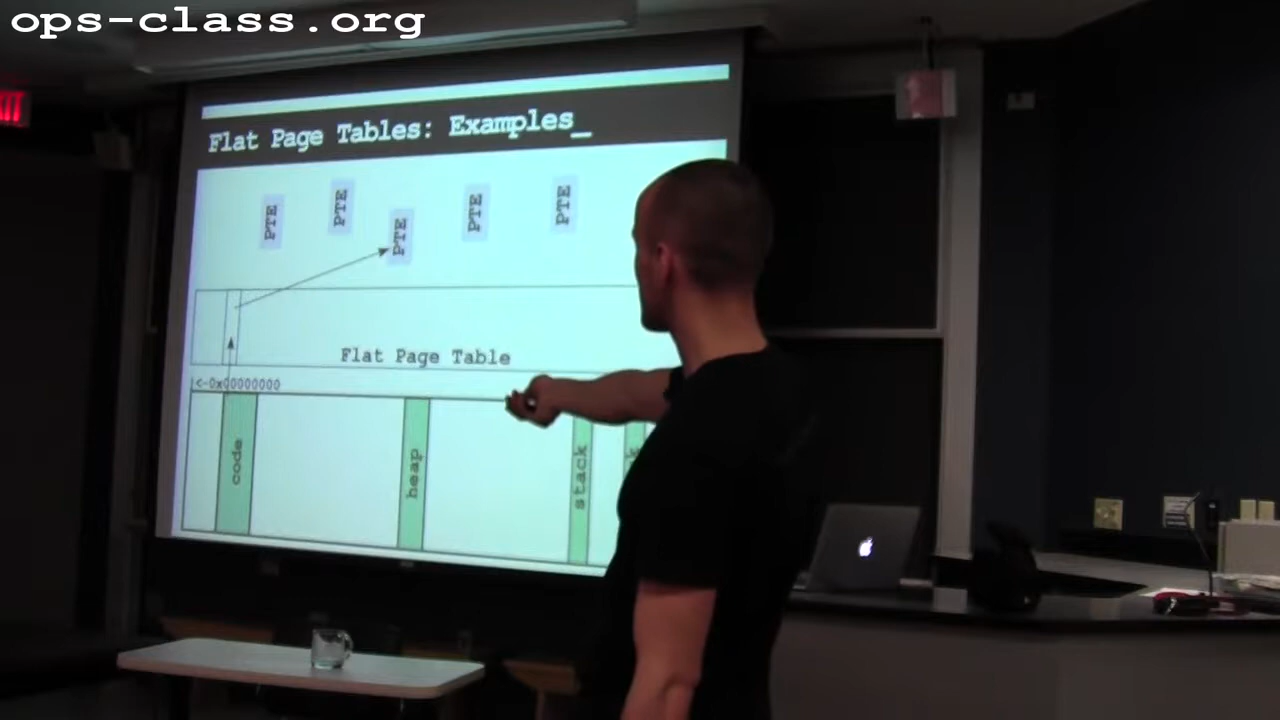 ops-class.org
Flat Page Tables: Examples_
PTE
PTE
PTE
PTE
PTE
Flat Page Table
|<-0x00000000
code
heap
stack